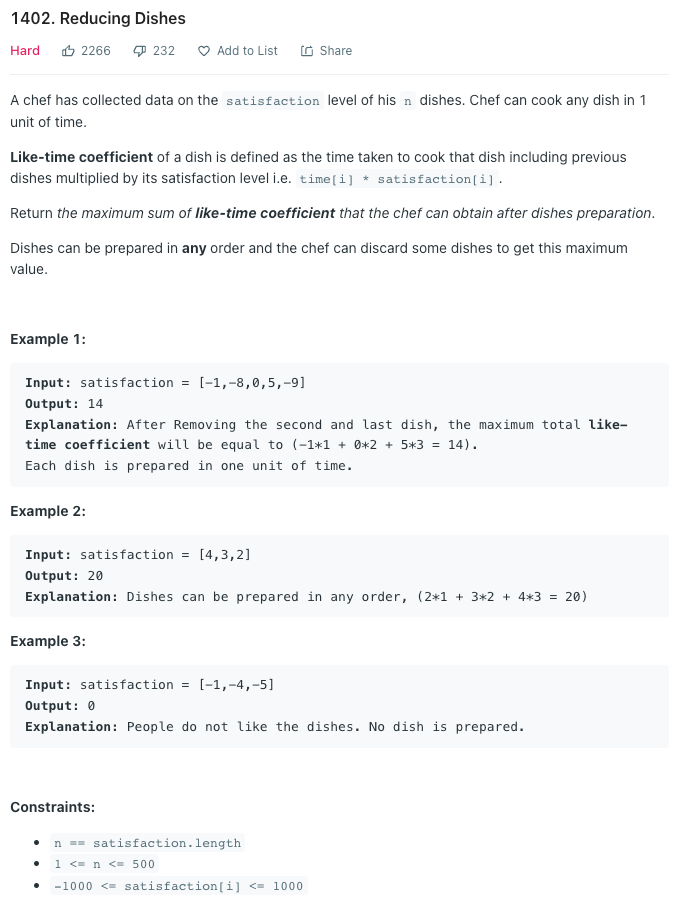 1402. Reducing Dishes
Hard 2266 232 Add to List Share
A chef has collected data on the satisfaction level of his n dishes. Chef can cook any dish in 1
unit of time.
Like-time coefficient of a dish is defined as the time taken to cook that dish including previous
dishes multiplied by its satisfaction level i.e. time[i] * satisfaction[i].
Return the maximum sum of like-time coefficient that the chef can obtain after dishes preparation.
Dishes can be prepared in any order and the chef can discard some dishes to get this maximum
value.
Example 1:
Input: satisfaction = [-1,-8,0,5,-9]
Output: 14
Explanation: After Removing the second and last dish, the maximum total like-
time coefficient will be equal to (-1*1 + 0*2 + 5*3 = 14).
Each dish is prepared in one unit of time.
Example 2:
Input: satisfaction = [4,3,2]
Output: 20
Explanation: Dishes can be prepared in any order, (2*1 + 3*2 + 4*3 = 20)
Example 3:
Input: satisfaction = [-1,-4,-5]
Output: 0
Explanation: People do not like the dishes. No dish is prepared.
Constraints:
• n == satisfaction.length
• 1 <= n <= 500
• -1000 <= satisfaction[i] <= 1000